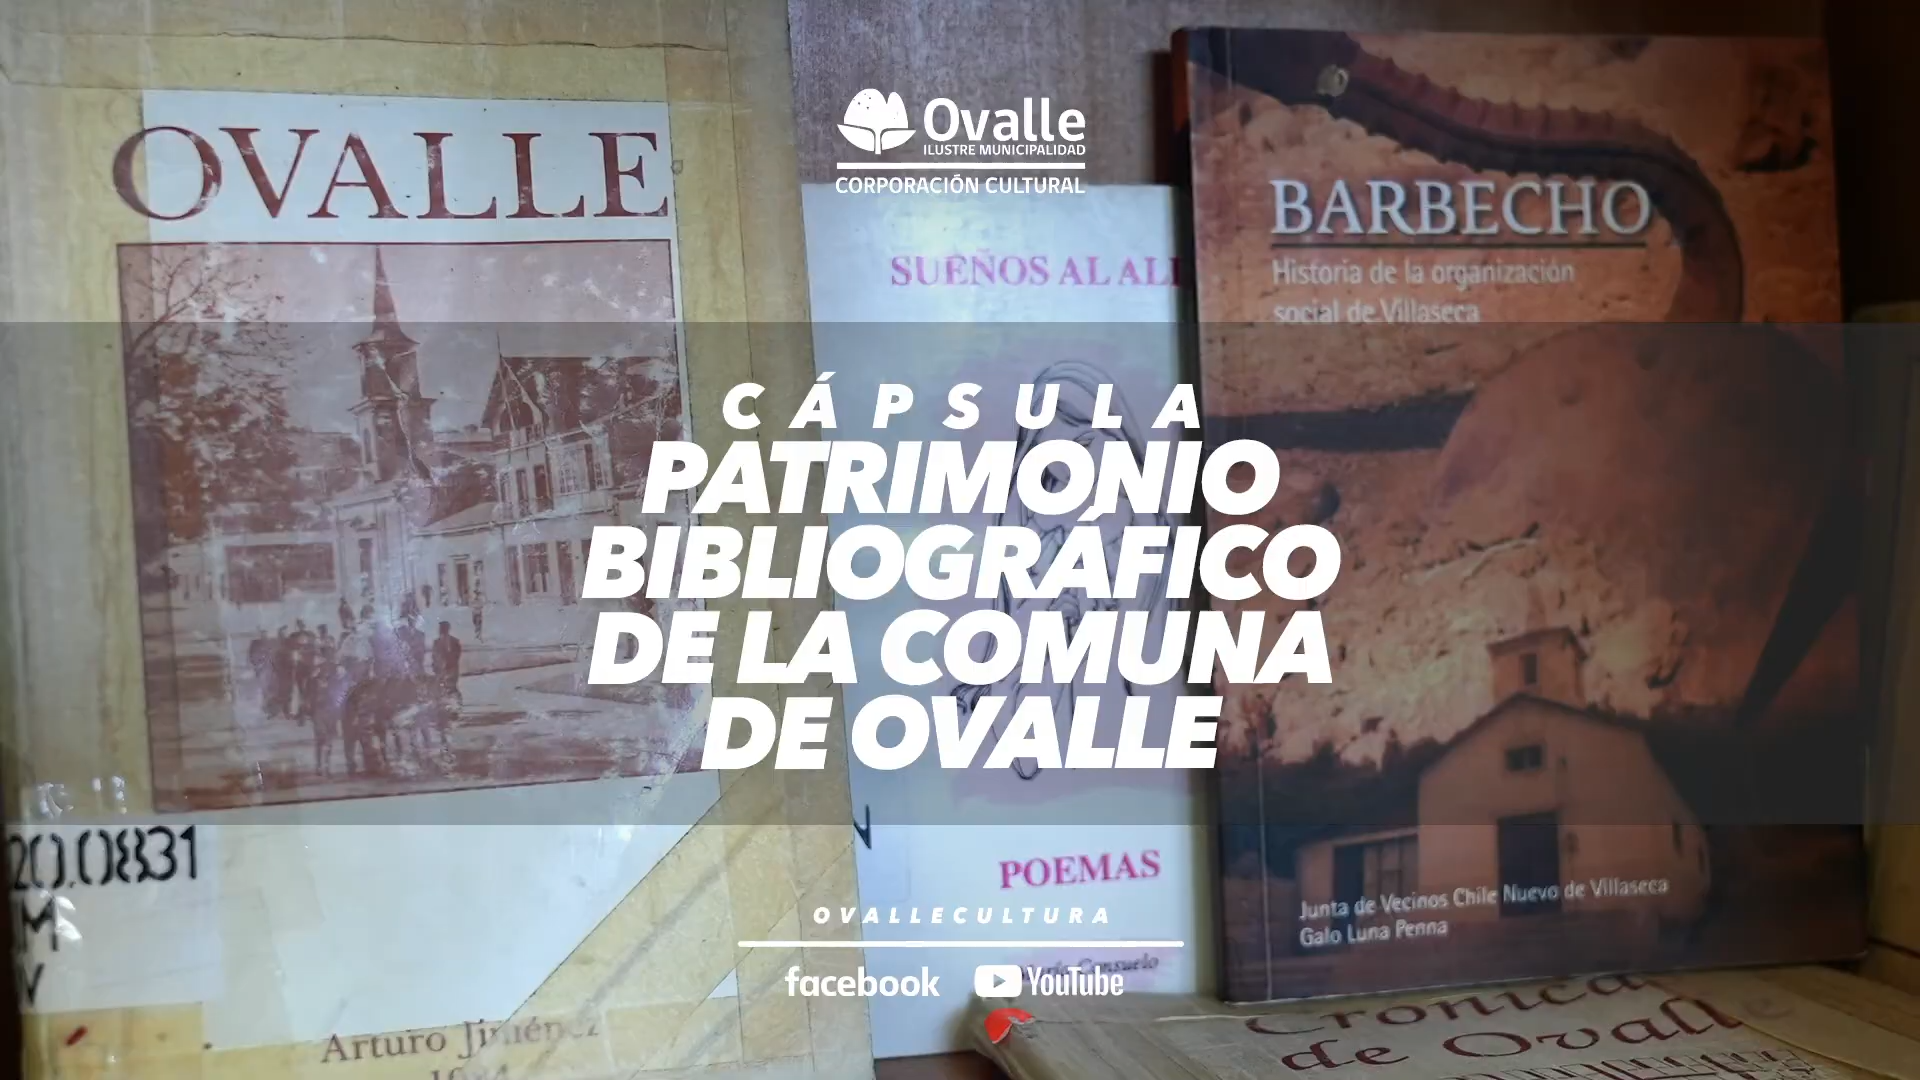 OVALLE
Ovalle
ILUSTRE MUNICIPALIDAD
CORPORACIÓN CULTURAL
SUEÑOS AL
BARBECHO
Historia de la organización
social de Villaseca
CÁPSULA
PATRIMONIO
BIBLIOGRÁFICO
DE LA COMUNA
DE OVALLE
20.0831
POEMAS
Junta de Vecinos Chile Nuevo de Villaseca
Galo Luna Penna
OVALLECULTURA
Consuelo
facebook YouTube
Arturo Jiménez
Crónica
de Ovalle